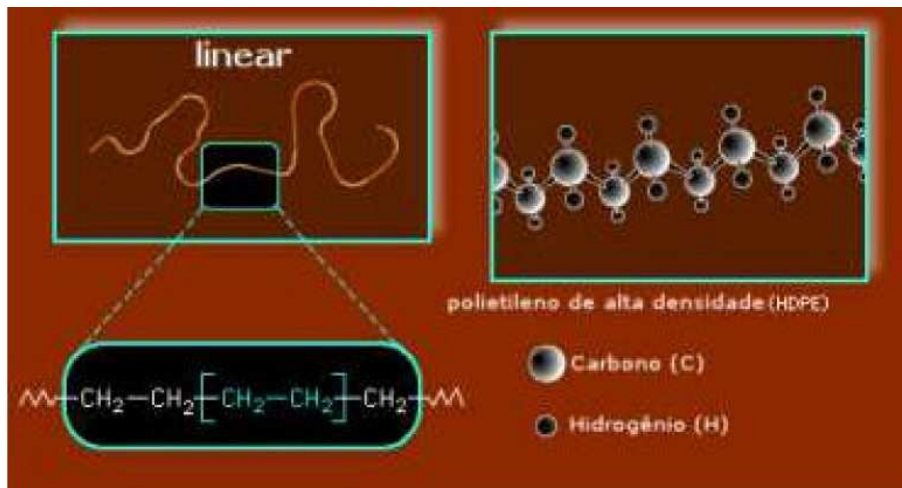 linear
polietileno de alta densidade (HDPE)
Carbono (C)
Hidrogênio (H)
CH₂—CH₂[CH₂—CH₂]CH₂